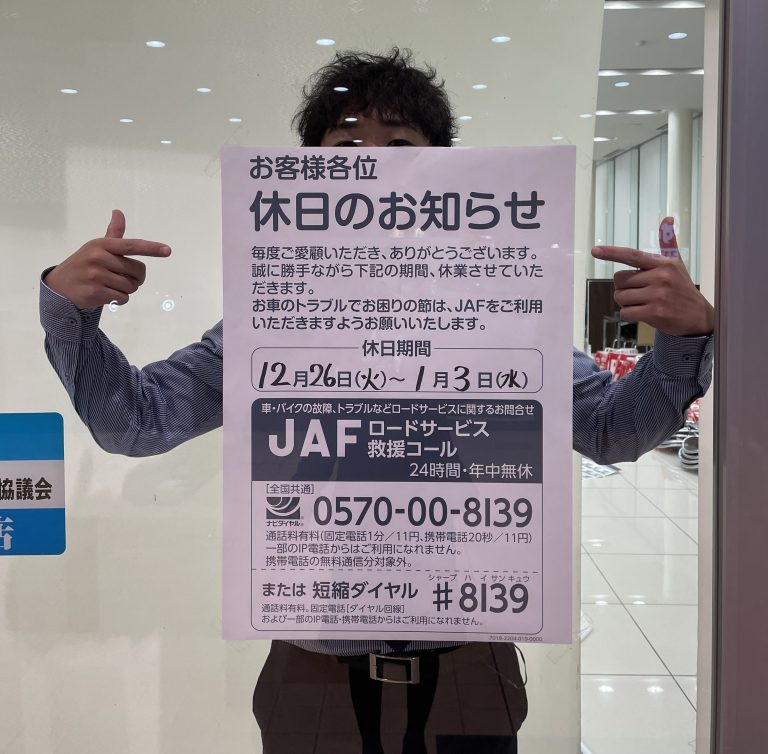 お客様各位
休日のお知らせ
毎度ご愛顧いただき、ありがとうございます。
誠に勝手ながら下記の期間、休業させていた
だきます。
お車のトラブルでお困りの節は、JAFをご利用
いただきますようお願いいたします。
休日期間
12月26日(火)～1月3日(水)
車・バイクの故障、トラブルなどロードサービスに関するお問合せ
JAF ロードサービス
救援コール
24時間・年中無休
[全国共通]
ナビダイヤル®
0570-00-8139
通話料有料(固定電話1分／11円、携帯電話20秒／11円)
一部のIP電話からはご利用になれません。
携帯電話の無料通信分対象外。
シャープ ハイ サンキュウ
または 短縮ダイヤル #8139
通話料有料、固定電話[ダイヤル回線]
および一部のIP電話・携帯電話からはご利用になれません。
7018-2204-019-0000
協議会
店